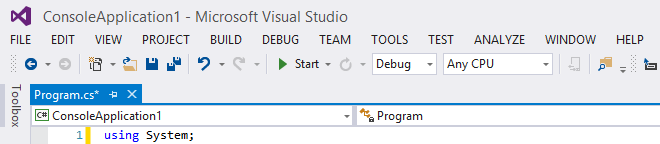 ConsoleApplication1 - Microsoft Visual Studio
FILE EDIT VIEW PROJECT BUILD DEBUG TEAM TOOLS TEST ANALYZE WINDOW HELP
Start Debug Any CPU
Toolbox
Program.cs*
C# ConsoleApplication1 Program
1 using System;